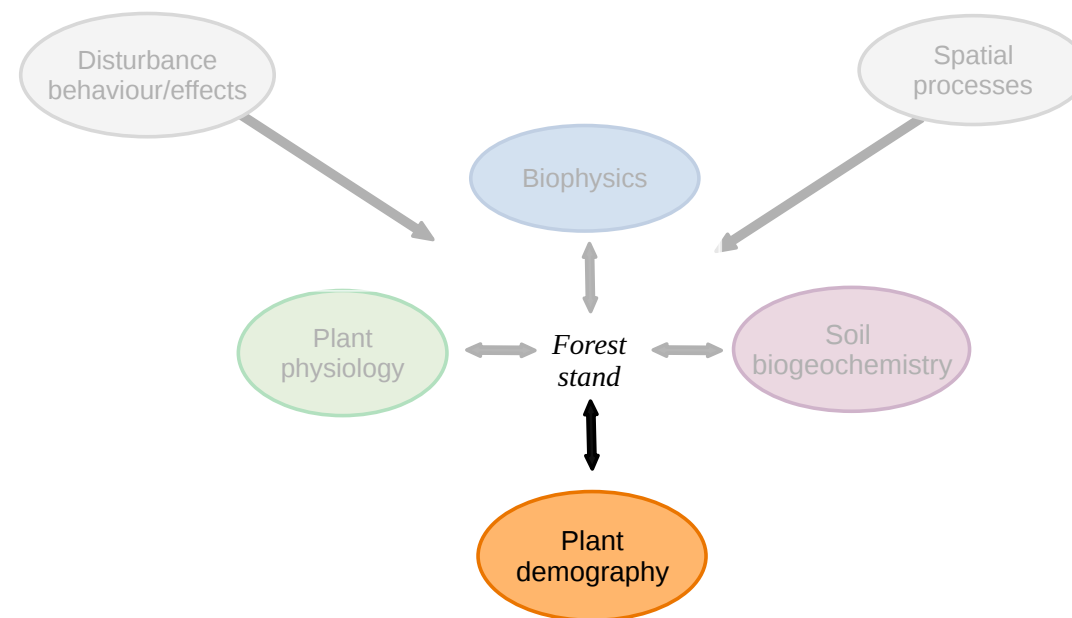 Disturbance
behaviour/effects
Spatial
processes
Biophysics
Plant
physiology
Forest
stand
Soil
biogeochemistry
Plant
demography